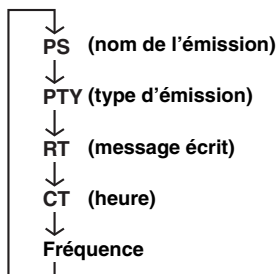 PS (nom de l'émission)
PTY (type d'émission)
RT (message écrit)
CT (heure)
Fréquence